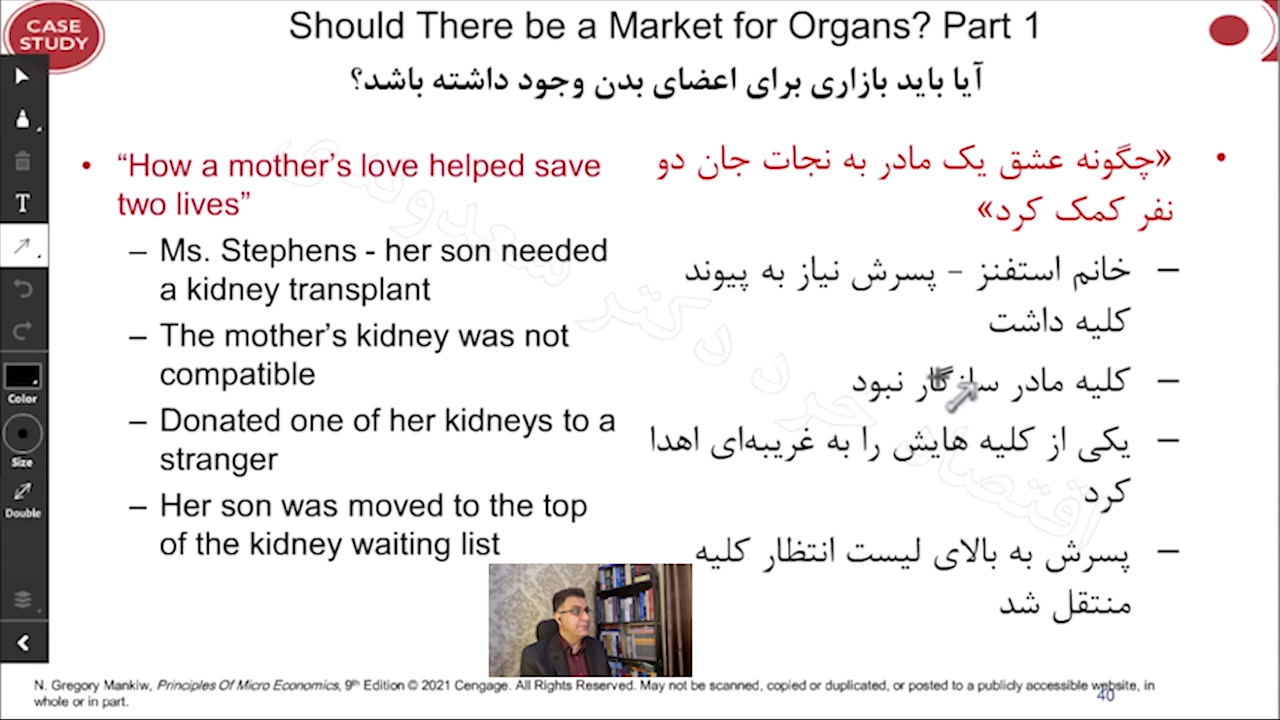 CASE
STUDY
Should There be a Market for Organs? Part 1
آیا باید بازاری برای اعضای بدن وجود داشته باشد؟
• “How a mother’s love helped save
two lives”
– Ms. Stephens - her son needed
a kidney transplant
– The mother’s kidney was not
compatible
– Donated one of her kidneys to a
stranger
– Her son was moved to the top
of the kidney waiting list
• «چگونه عشق یک مادر به نجات جان دو
نفر کمک کرد»
– خانم استفنز – پسرش نیاز به پیوند
کلیه داشت
– کلیه مادر سازگار نبود
– یکی از کلیه هایش را به غریبه‌ای اهدا
کرد
– پسرش به بالای لیست انتظار کلیه
منتقل شد
اقتصاد خرد دکتر سعدوندی
T
Color
Size
Double
N. Gregory Mankiw, Principles Of Micro Economics, 9th Edition © 2021 Cengage. All Rights Reserved. May not be scanned, copied or duplicated, or posted to a publicly accessible website, in
whole or in part.
40